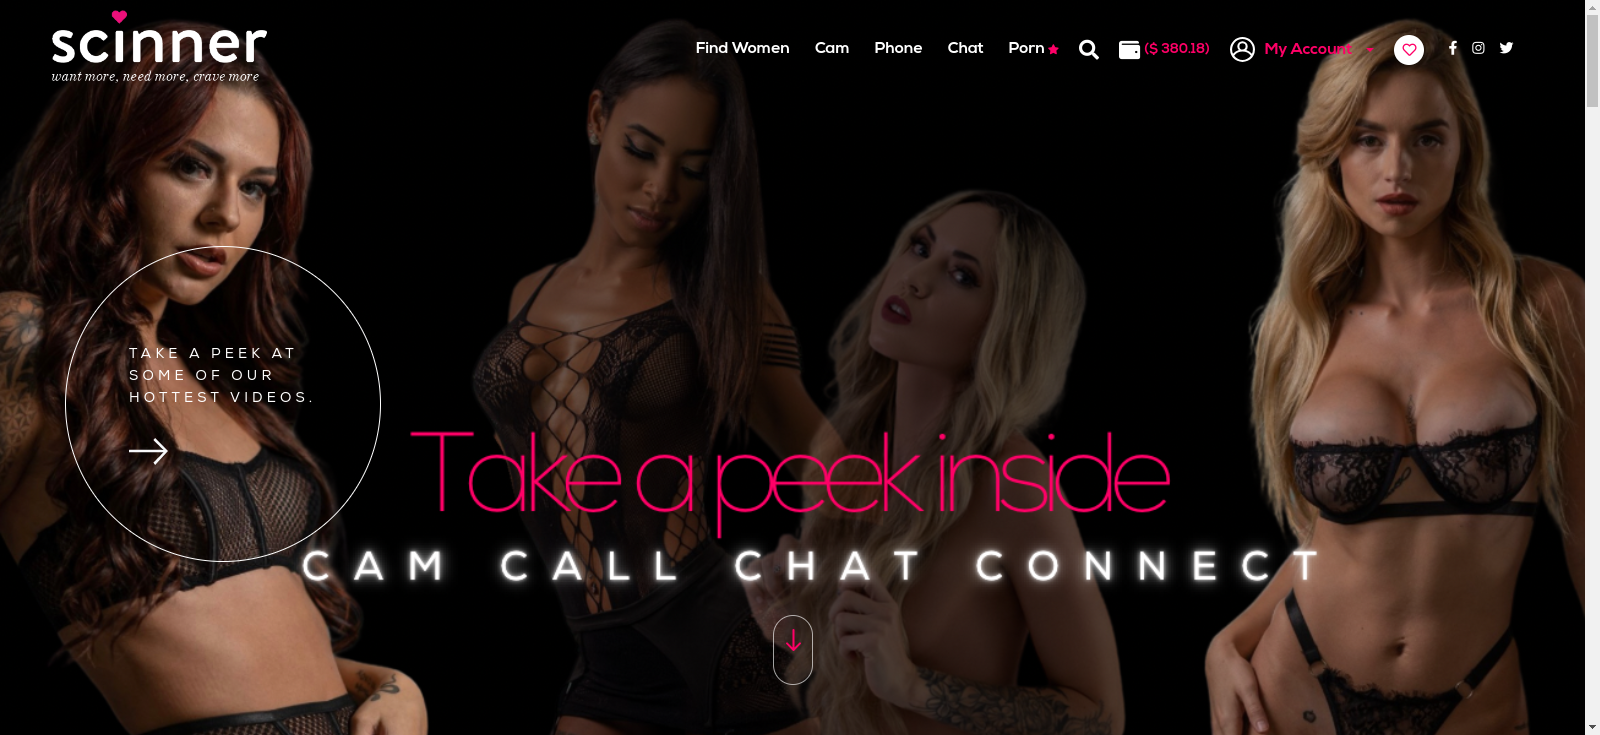 scinner
want more, need more, crave more
Find Women
Cam
Phone
Chat
Porn
($ 380.18)
My Account
TAKE A PEEK AT
SOME OF OUR
HOTTEST VIDEOS.
Take a peek inside
CAM CALL CHAT CONNECT